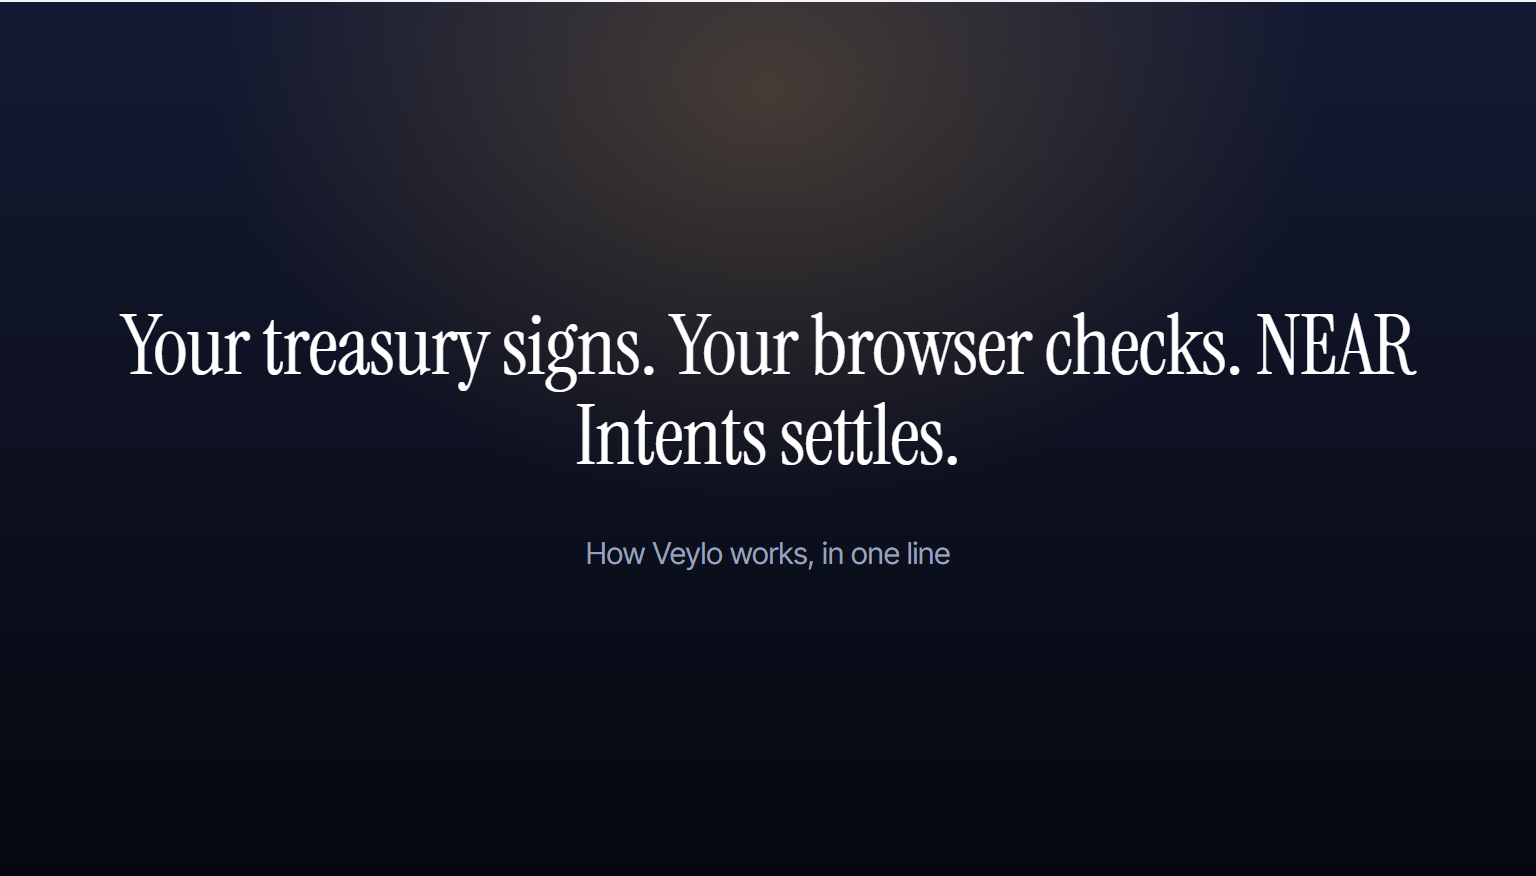 Your treasury signs. Your browser checks. NEAR
Intents settles.
How Veylo works, in one line